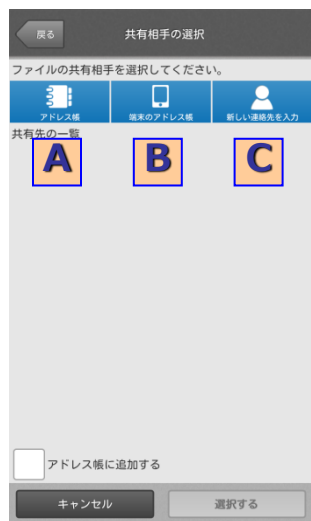 戻る
共有相手の選択
ファイルの共有相手を選択してください。
アドレス帳
端末のアドレス帳
新しい連絡先を入力
共有先の一覧
A
B
C
アドレス帳に追加する
キャンセル
選択する